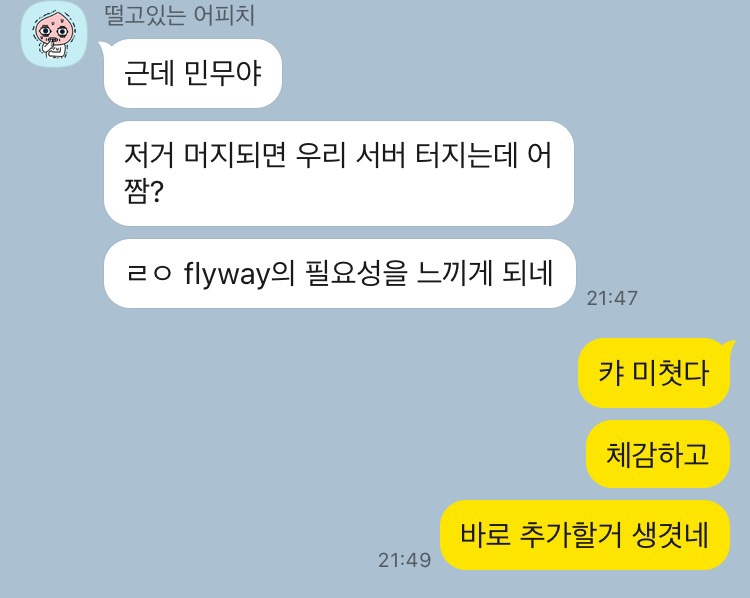 떨고있는 어피치
근데 민무야
저거 머지되면 우리 서버 터지는데 어
짬?
ㄹㅇ flyway의 필요성을 느끼게 되네
21:47
캬 미쳣다
체감하고
바로 추가할거 생겻네
21:49